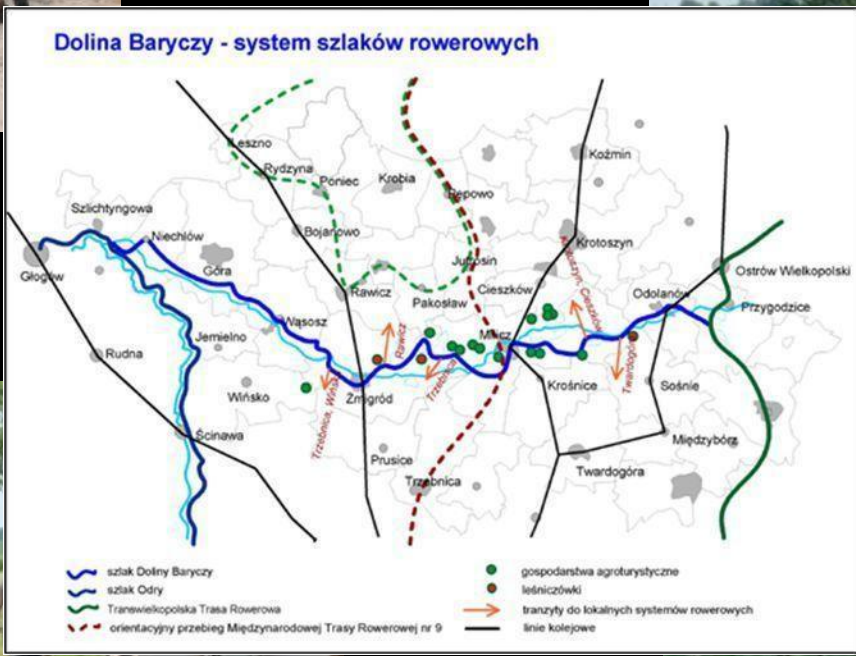 Dolina Baryczy - system szlaków rowerowych
Leszno
Rydzyna
Poniec
Krobia
Pępowo
Koźmin
Szlichtyngowa
Niechlów
Bojanowo
Krotoszyn
Głogów
Góra
Jutrosin
Cieszków
Krotoszyn, Cieszków
Ostrów Wielkopolski
Rawicz
Pakosław
Odolanów
Przygodzice
Wąsosz
Jemielno
Rawicz
Milicz
Rudna
Trzebnica
Twardogóra
Wińsko
Trzebnica, Wińsko
Żmigród
Krośnice
Sośnie
Ścinawa
Prusice
Międzybórz
Trzebnica
Twardogóra
szlak Doliny Baryczy
szlak Odry
Transwielkopolska Trasa Rowerowa
orientacyjny przebieg Międzynarodowej Trasy Rowerowej nr 9
gospodarstwa agroturystyczne
leśniczówki
tranzyty do lokalnych systemów rowerowych
linie kolejowe